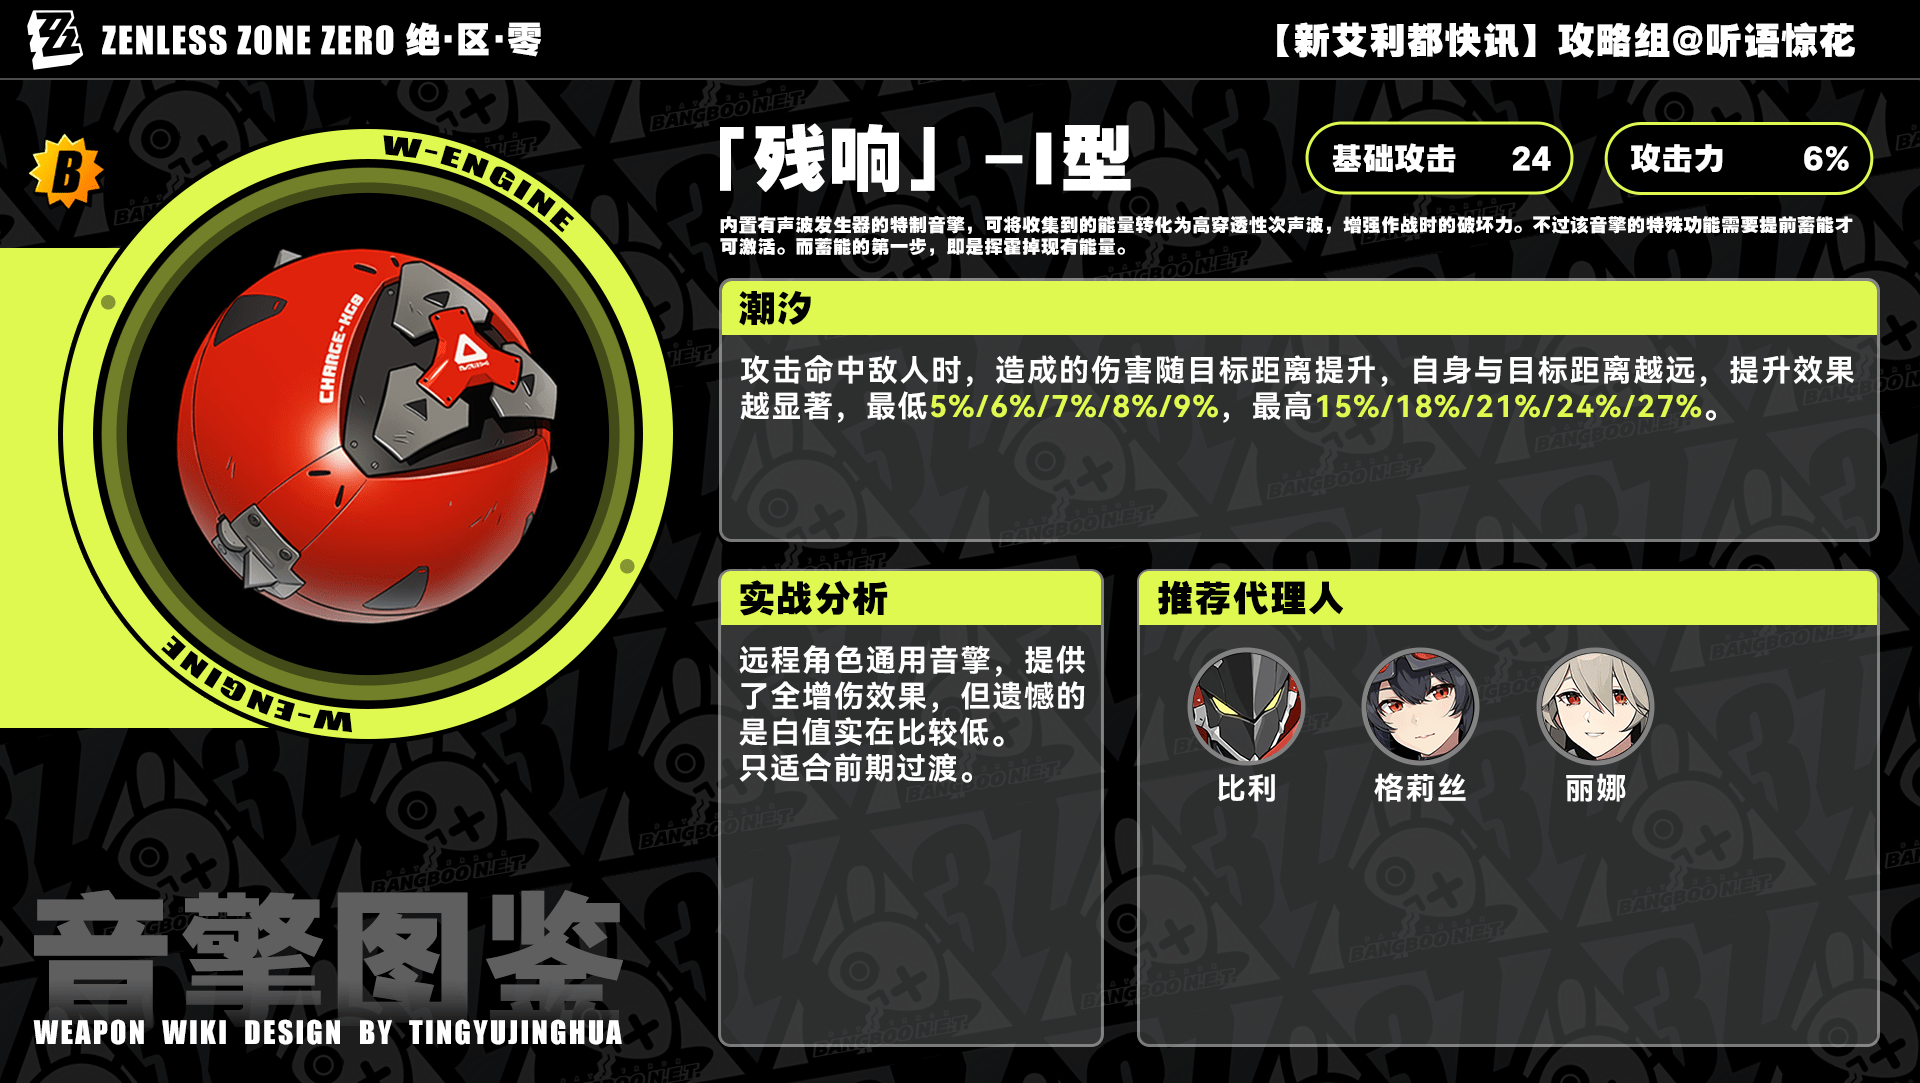 ZENLESS ZONE ZERO 绝·区·零
【新艾利都快讯】攻略组@听语惊花
B
W-ENGINE
CHARGE-XG8
W-ENGINE
「残响」-I型
基础攻击 24
攻击力 6%
内置有声波发生器的特制音擎，可将收集到的能量转化为高穿透性次声波，增强作战时的破坏力。不过该音擎的特殊功能需要提前蓄能才
可激活。而蓄能的第一步，即是挥霍掉现有能量。
潮汐
攻击命中敌人时，造成的伤害随目标距离提升，自身与目标距离越远，提升效果
越显著，最低5%/6%/7%/8%/9%，最高15%/18%/21%/24%/27%。
实战分析
远程角色通用音擎，提供
了全增伤效果，但遗憾的
是白值实在比较低。
只适合前期过渡。
推荐代理人
比利
格莉丝
丽娜
音擎图鉴
WEAPON WIKI DESIGN BY TINGYUJINGHUA
BANGBOO N.E.T.